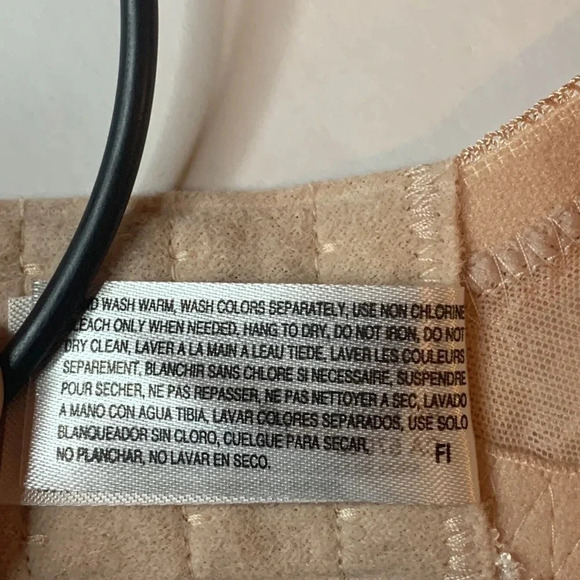 WASH WARM, WASH COLORS SEPARATELY, USE NON CHLORINE
BLEACH ONLY WHEN NEEDED. HANG TO DRY, DO NOT IRON, DO NOT
DRY CLEAN, LAVER A LA MAIN A LEAU TIEDE, LAVER LES COULEURS
SEPAREMENT. BLANCHIR SANS CHLORE SI NECESSAIRE, SUSPENDRE
POUR SECHER, NE PAS REPASSER, NE PAS NETTOYER A SEC, LAVADO
A MANO CON AGUA TIBIA, LAVAR COLORES SEPARADOS, USE SOLO
BLANQUEADOR SIN CLORO, CUELGUE PARA SECAR,
NO PLANCHAR, NO LAVAR EN SECO. FI